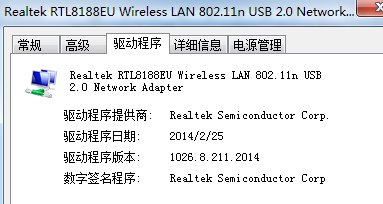 Realtek RTL8188EU Wireless LAN 802.11n USB 2.0 Network...
常规 高级 驱动程序 详细信息 电源管理
Realtek RTL8188EU Wireless LAN 802.11n USB
2.0 Network Adapter
驱动程序提供商: Realtek Semiconductor Corp.
驱动程序日期: 2014/2/25
驱动程序版本: 1026.8.211.2014
数字签名程序: Realtek Semiconductor Corp